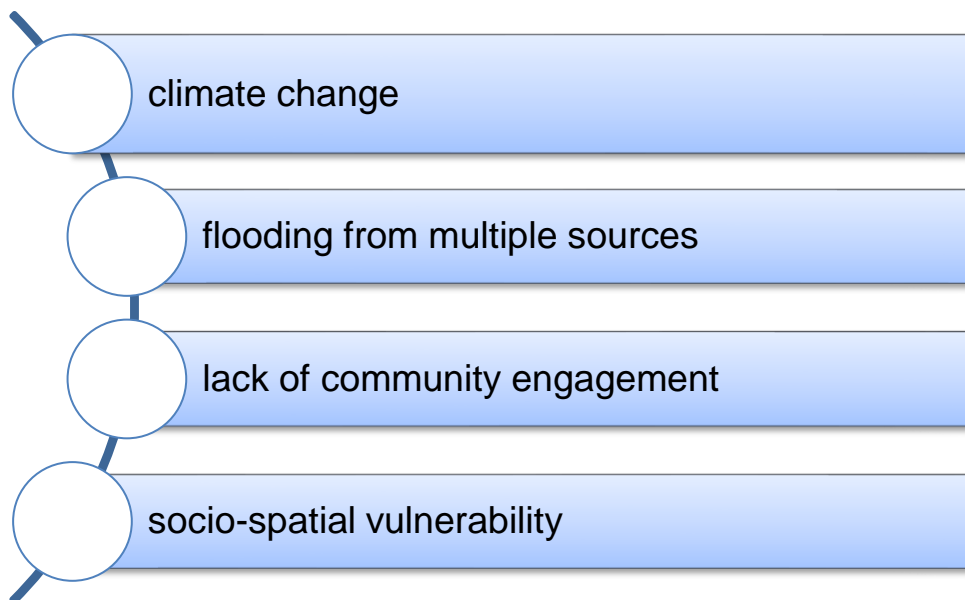 climate change
flooding from multiple sources
lack of community engagement
socio-spatial vulnerability